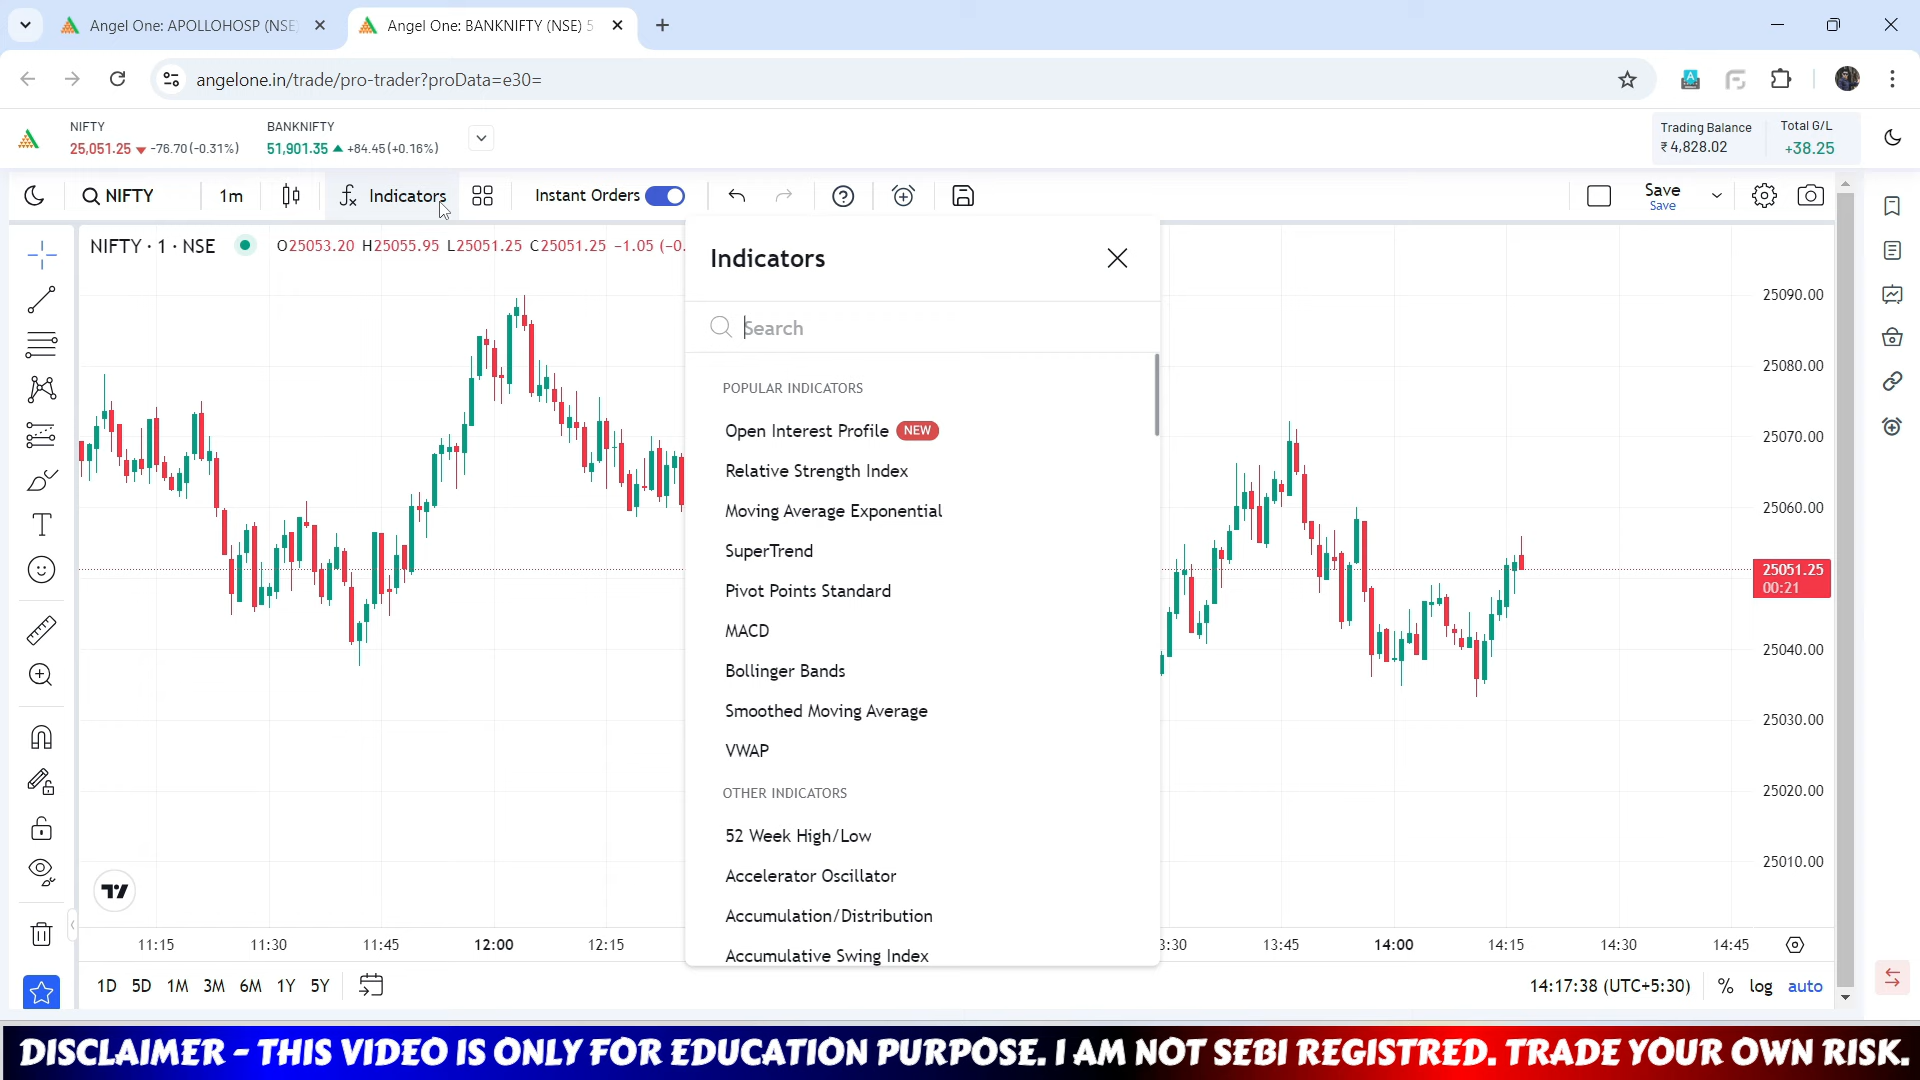 Angel One: APOLLOHOSP (NSE
Angel One: BANKNIFTY (NSE) 5
angelone.in/trade/pro-trader?proData=e30=
NIFTY
25,051.25 ▼ -76.70 (-0.31%)
BANKNIFTY
51,901.35 ▲ +84.45 (+0.16%)
Trading Balance
₹ 4,828.02
Total G/L
+38.25
NIFTY
1m
Indicators
Instant Orders
Save
Save
NIFTY · 1 · NSE
O25053.20 H25055.95 L25051.25 C25051.25 −1.05 (−0.
Indicators
Search
POPULAR INDICATORS
Open Interest Profile NEW
Relative Strength Index
Moving Average Exponential
SuperTrend
Pivot Points Standard
MACD
Bollinger Bands
Smoothed Moving Average
VWAP
OTHER INDICATORS
52 Week High/Low
Accelerator Oscillator
Accumulation/Distribution
Accumulative Swing Index
25090.00
25080.00
25070.00
25060.00
25051.25
00:21
25040.00
25030.00
25020.00
25010.00
11:15 11:30 11:45 12:00 12:15 3:30 13:45 14:00 14:15 14:30 14:45
1D 5D 1M 3M 6M 1Y 5Y
14:17:38 (UTC+5:30) % log auto
DISCLAIMER - THIS VIDEO IS ONLY FOR EDUCATION PURPOSE. I AM NOT SEBI REGISTRED. TRADE YOUR OWN RISK.